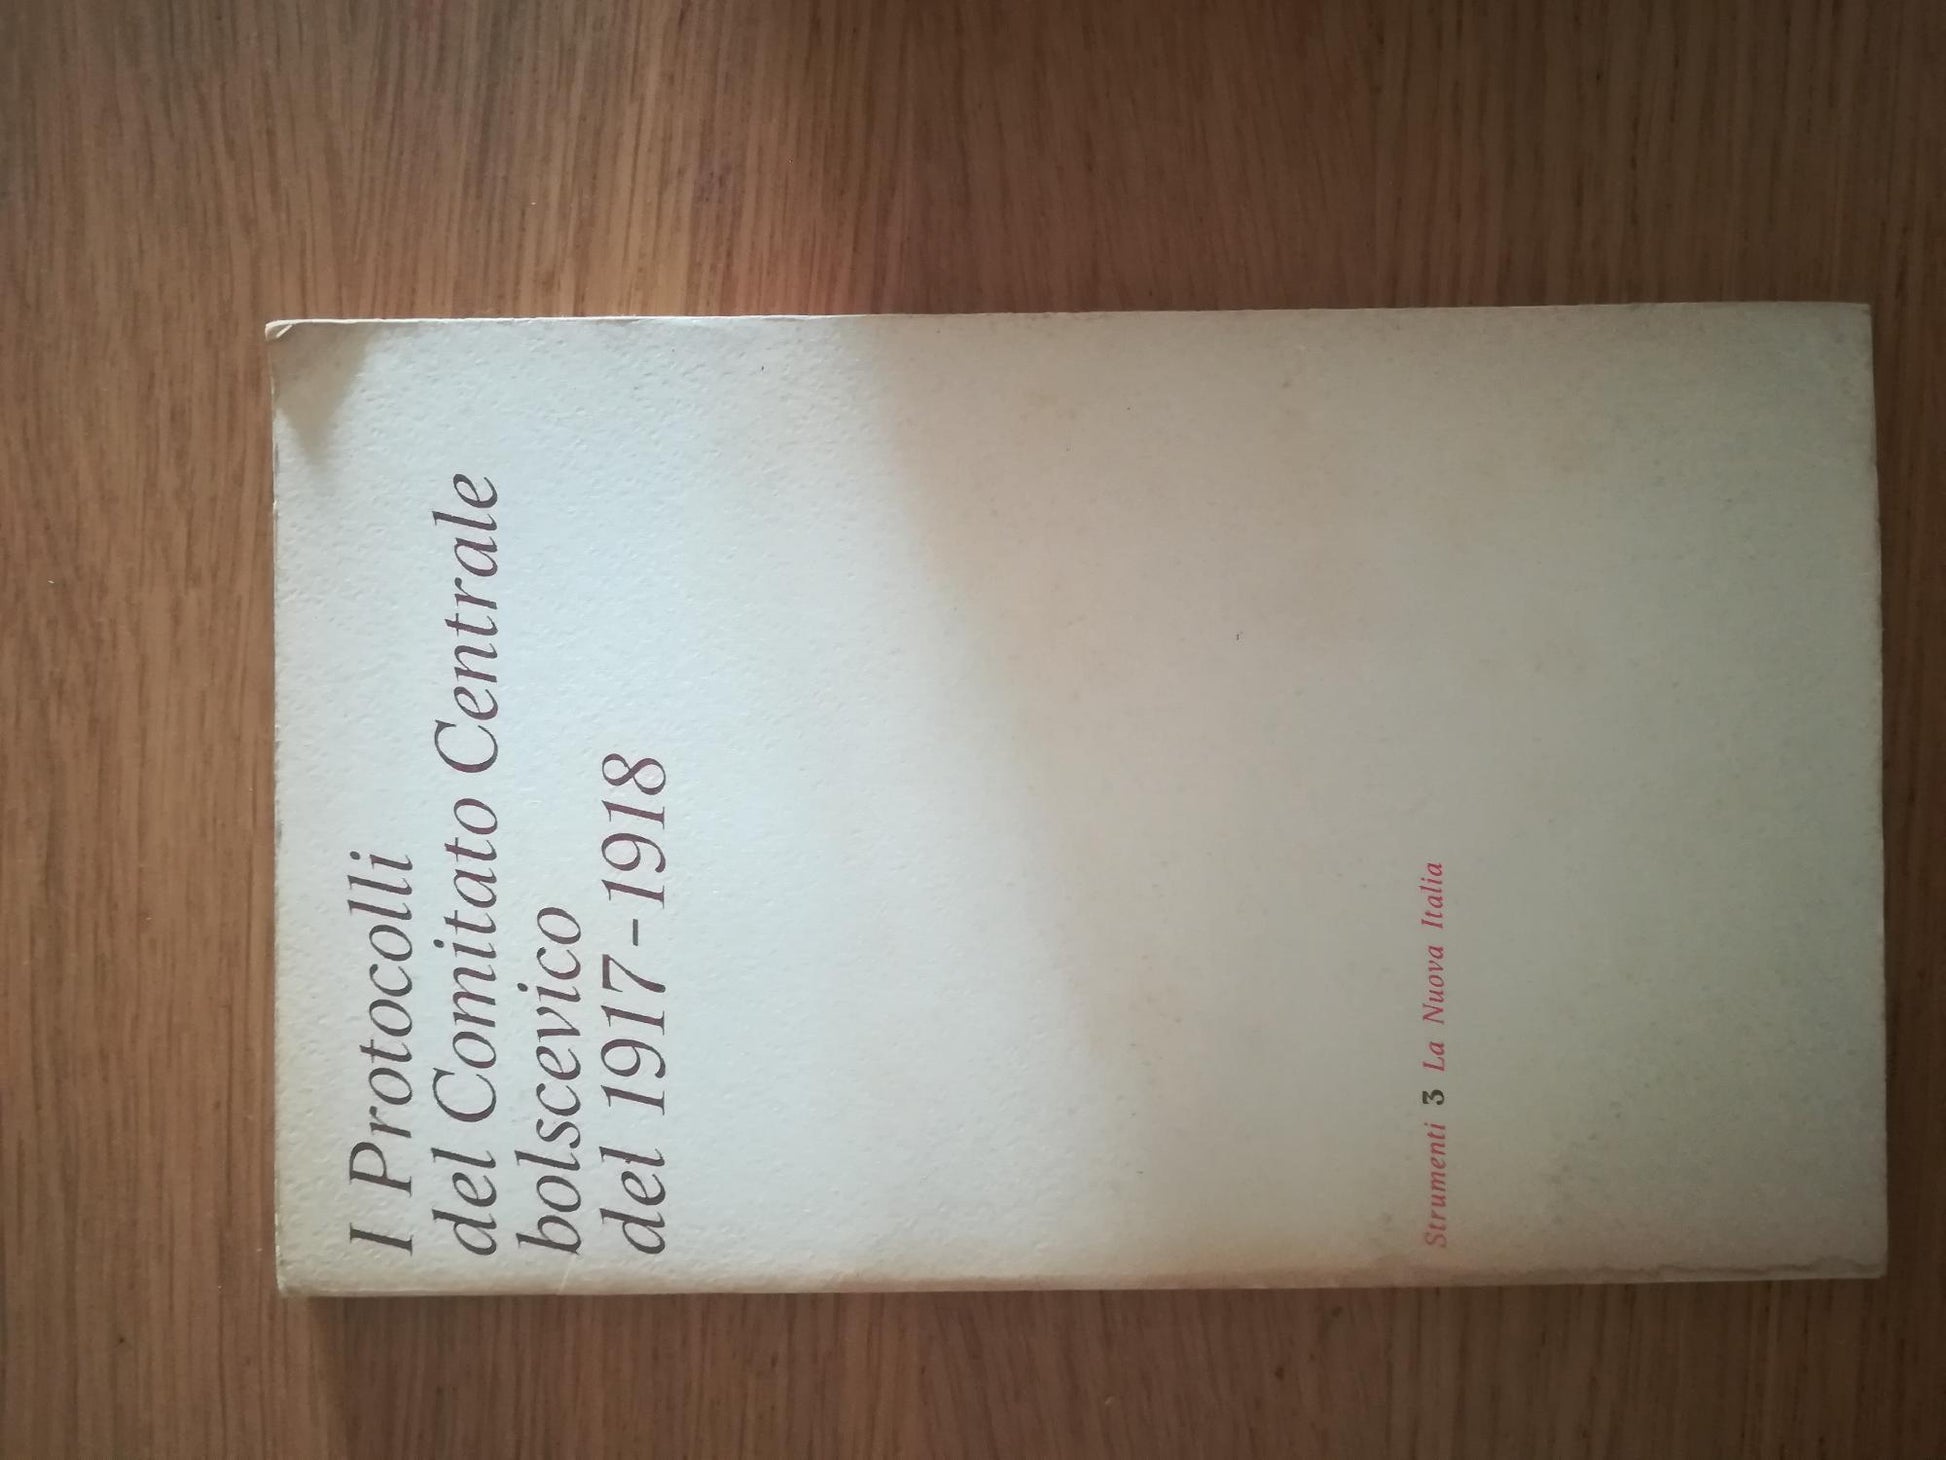 I Protocolli
del Comitato Centrale
bolscevico
del 1917-1918
Strumenti 3 La Nuova Italia